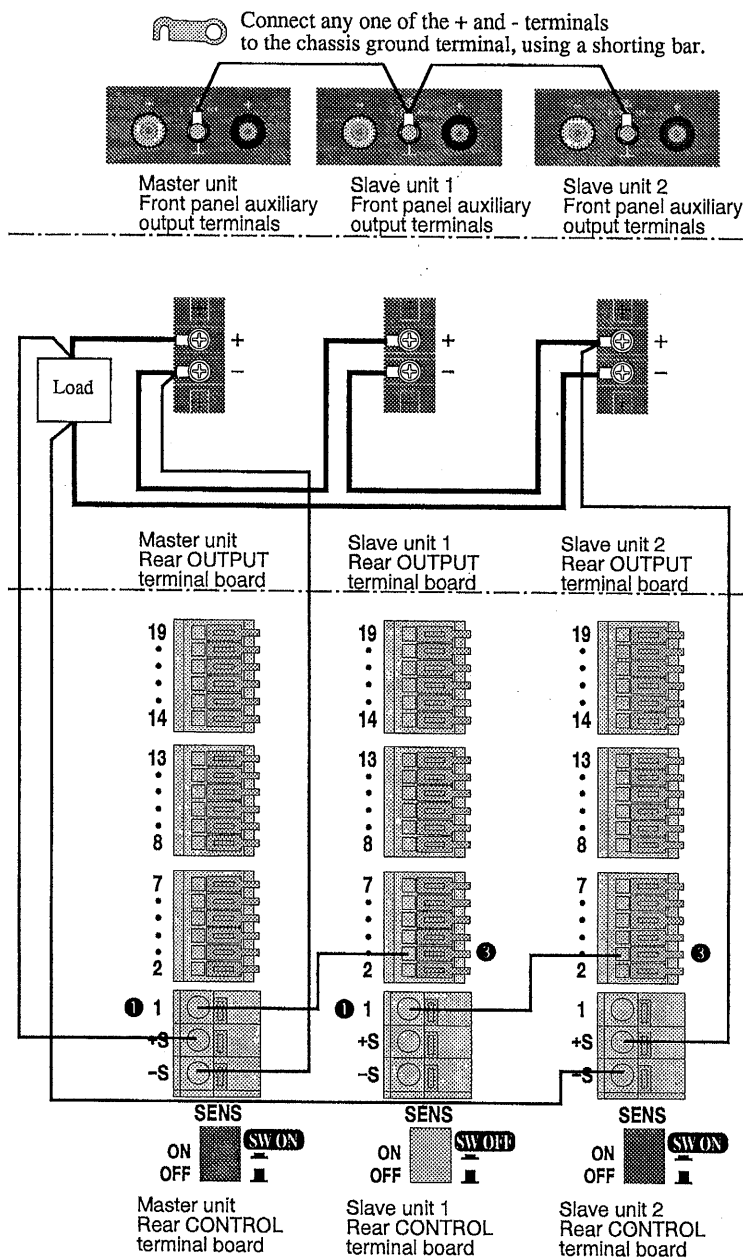 Connect any one of the + and - terminals
to the chassis ground terminal, using a shorting bar.
Master unit
Front panel auxiliary
output terminals
Slave unit 1
Front panel auxiliary
output terminals
Slave unit 2
Front panel auxiliary
output terminals
Load
+
−
+
−
+
−
Master unit
Rear OUTPUT
terminal board
Slave unit 1
Rear OUTPUT
terminal board
Slave unit 2
Rear OUTPUT
terminal board
19
14
13
8
7
2
❶ 1
+S
−S
SENS
ON
OFF
SW ON
Master unit
Rear CONTROL
terminal board
19
14
13
8
7
2
❸
❶ 1
+S
−S
SENS
ON
OFF
SW OFF
Slave unit 1
Rear CONTROL
terminal board
19
14
13
8
7
2
❸
1
+S
−S
SENS
ON
OFF
SW ON
Slave unit 2
Rear CONTROL
terminal board